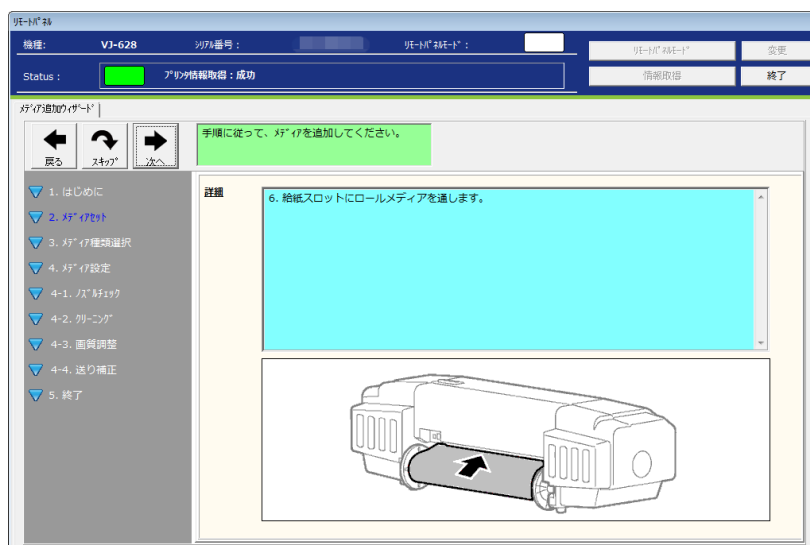 ﾘﾓｰﾄﾊﾟﾈﾙ
機種:
VJ-628
ｼﾘｱﾙ番号：
ﾘﾓｰﾄﾊﾟﾈﾙﾓｰﾄﾞ：
ﾘﾓｰﾄﾊﾟﾈﾙﾓｰﾄﾞ
変更
Status：
ﾌﾟﾘﾝﾀ情報取得：成功
情報取得
終了
ﾒﾃﾞｨｱ追加ｳｨｻﾞｰﾄﾞ
戻る
ｽｷｯﾌﾟ
次へ
手順に従って、ﾒﾃﾞｨｱを追加してください。
1. はじめに
2. ﾒﾃﾞｨｱｾｯﾄ
3. ﾒﾃﾞｨｱ種類選択
4. ﾒﾃﾞｨｱ設定
4-1. ﾉｽﾞﾙﾁｪｯｸ
4-2. ｸﾘｰﾆﾝｸﾞ
4-3. 画質調整
4-4. 送り補正
5. 終了
詳細
6. 給紙スロットにロールメディアを通します。